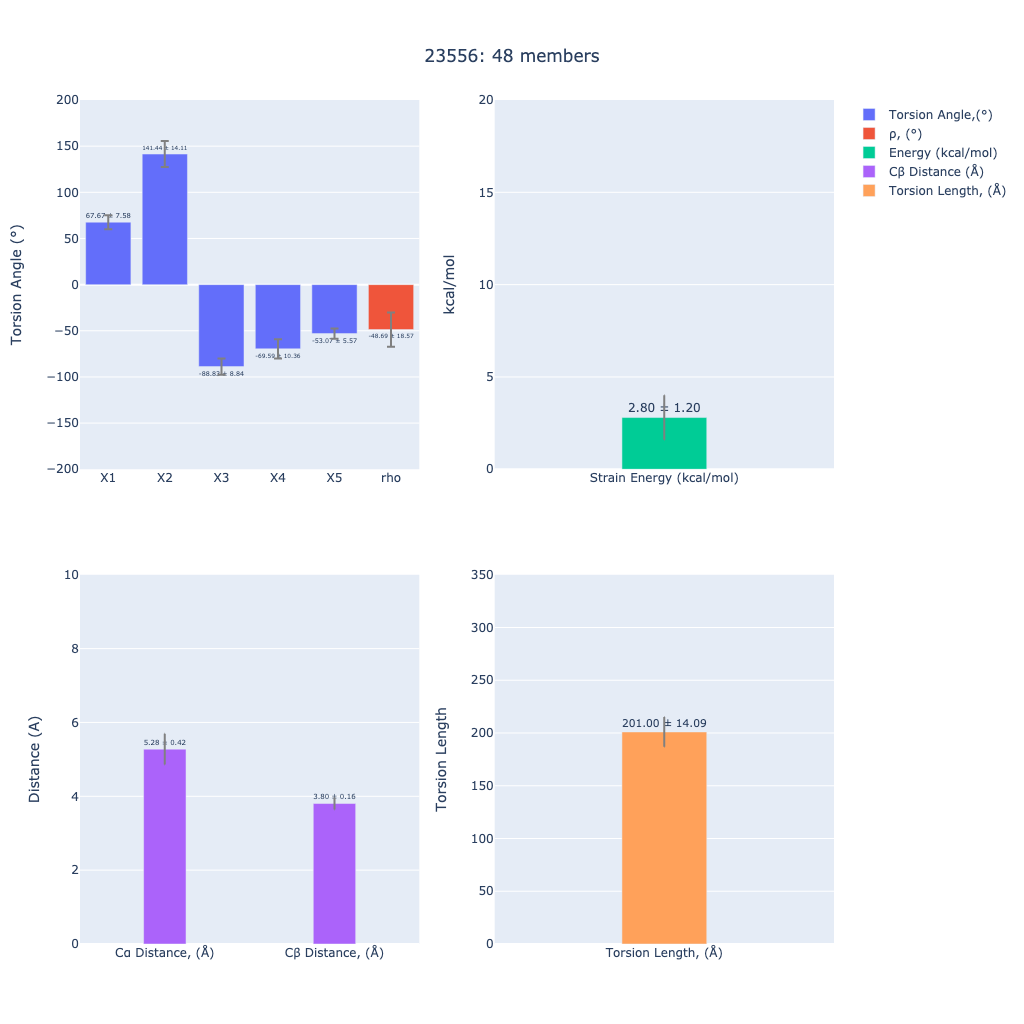 23556: 48 members
Torsion Angle (°)
200
150
100
50
0
−50
−100
−150
−200
67.67 ± 7.58
141.44 ± 14.11
-88.83 ± 8.84
-69.59 ± 10.36
-53.07 ± 5.57
-48.69 ± 18.57
X1
X2
X3
X4
X5
rho
kcal/mol
20
15
10
5
0
2.80 ± 1.20
Strain Energy (kcal/mol)
Torsion Angle,(°)
ρ, (°)
Energy (kcal/mol)
Cβ Distance (Å)
Torsion Length, (Å)
Distance (A)
10
8
6
4
2
0
5.28 ± 0.42
3.80 ± 0.16
Cα Distance, (Å)
Cβ Distance, (Å)
Torsion Length
350
300
250
200
150
100
50
0
201.00 ± 14.09
Torsion Length, (Å)